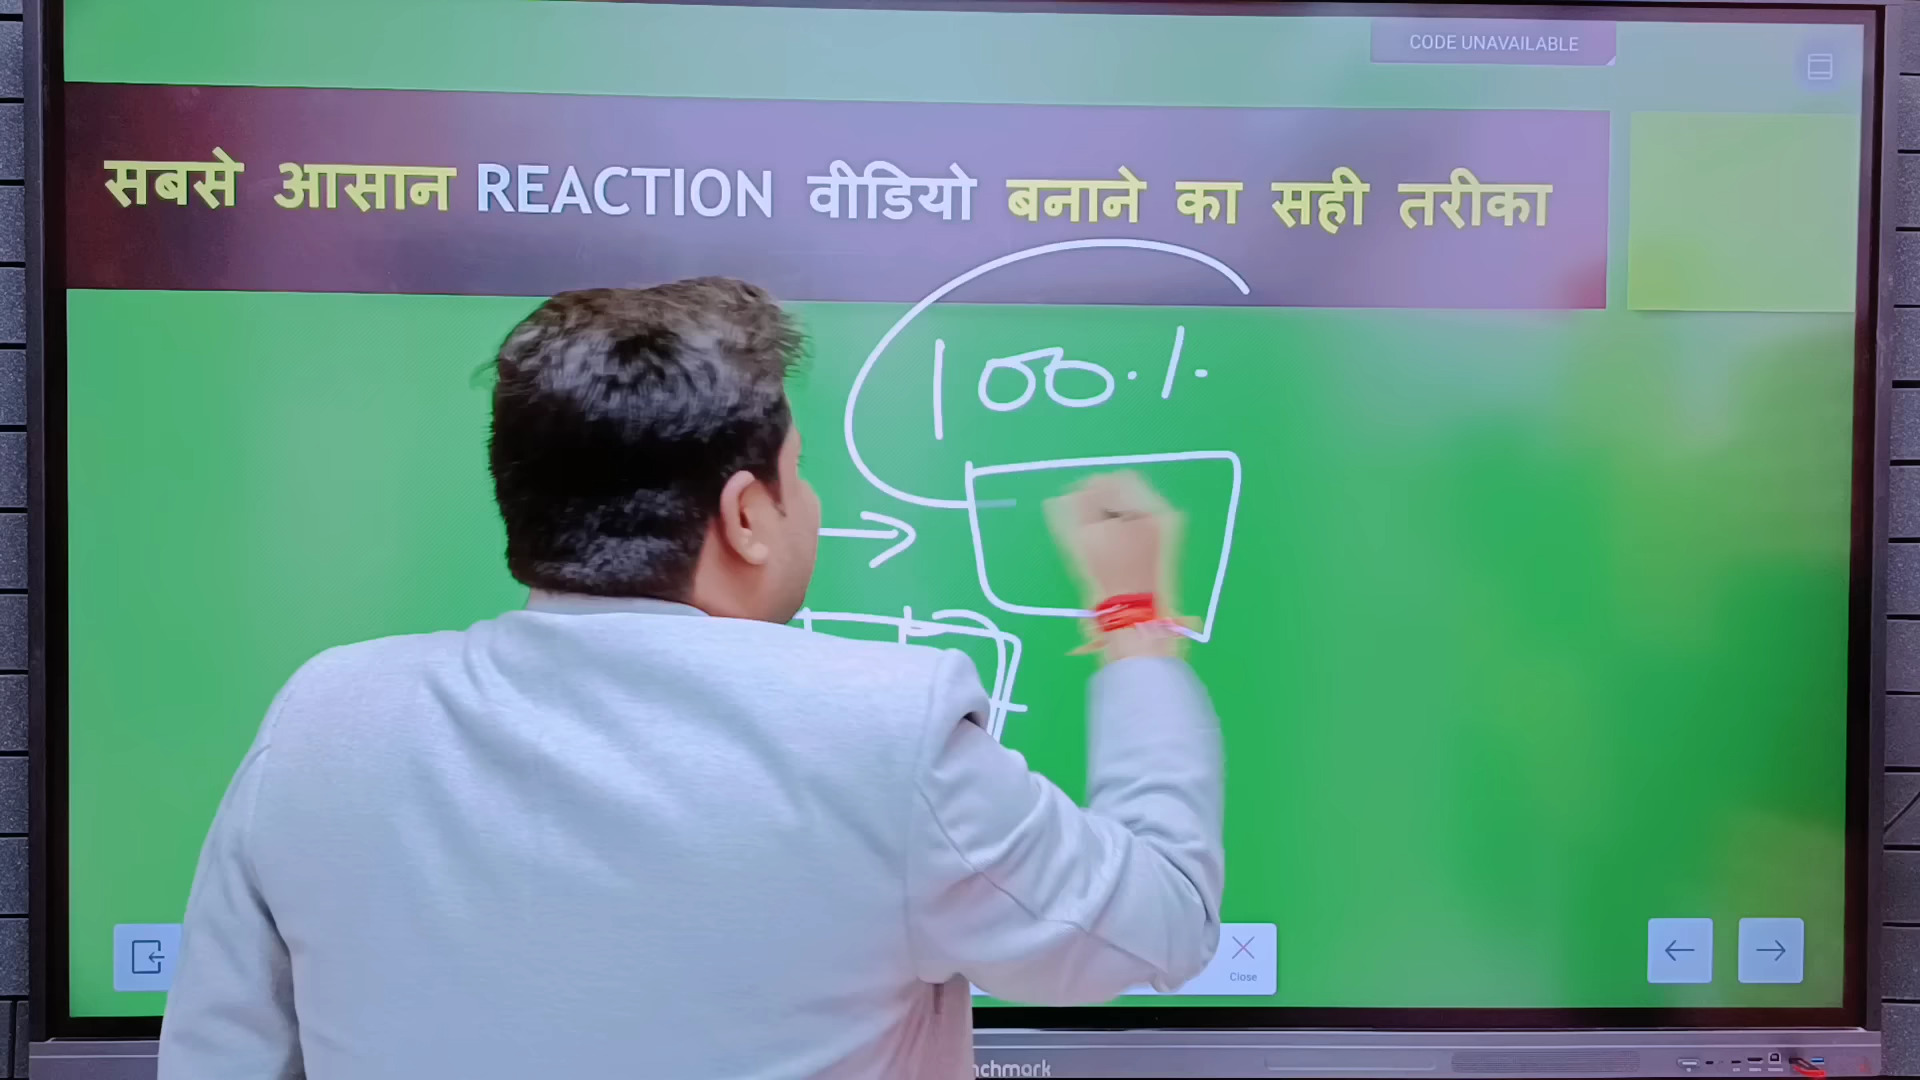 CODE UNAVAILABLE
सबसे आसान REACTION वीडियो बनाने का सही तरीका
100%
Close
nchmark